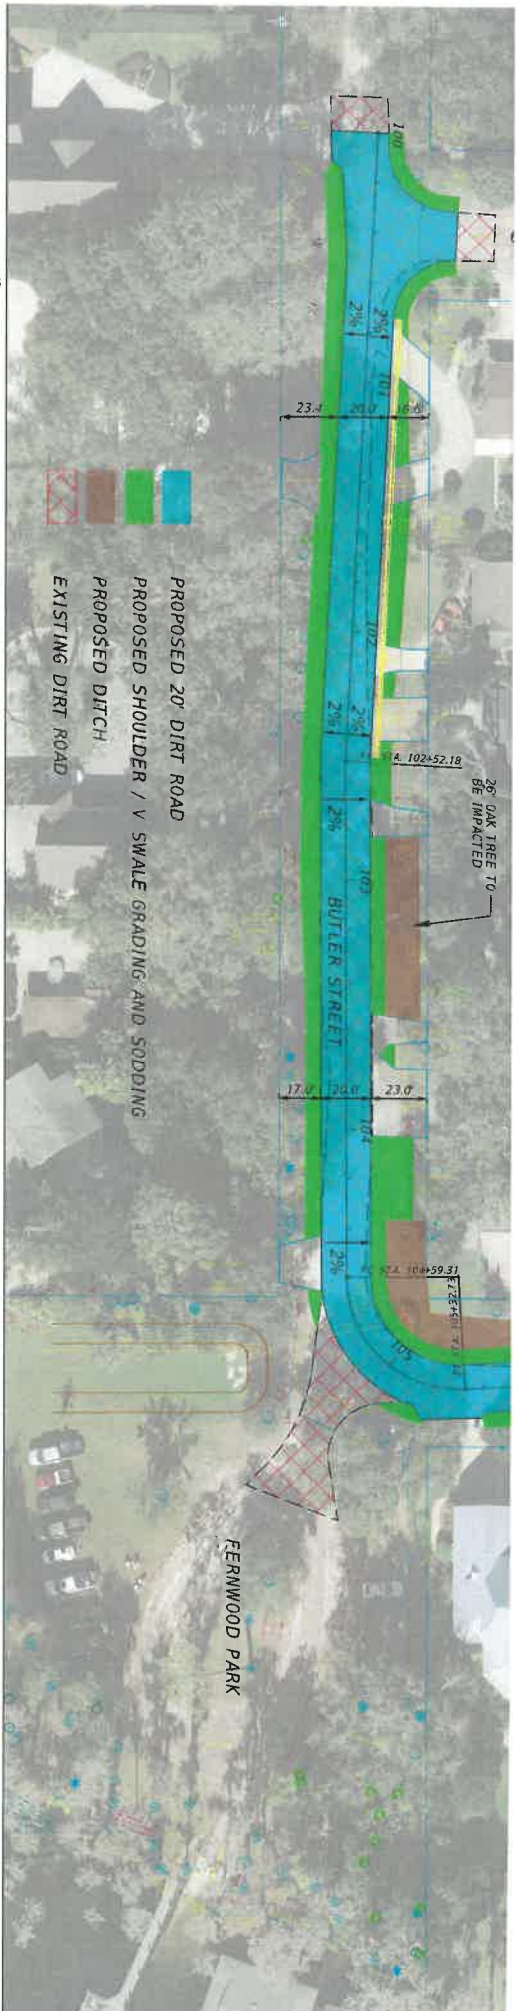 100
2%
2%
101
23.4
20.0
16.6
102
2%
2%
STA. 102+52.18
26" OAK TREE TO
BE IMPACTED
2%
103
BUTLER STREET
17.0'
20.0'
23.0'
104
2%
PC STA. 104+59.31
105
PROPOSED 20' DIRT ROAD
PROPOSED SHOULDER / V SWALE GRADING AND SODDING
PROPOSED DITCH
EXISTING DIRT ROAD
FERNWOOD PARK